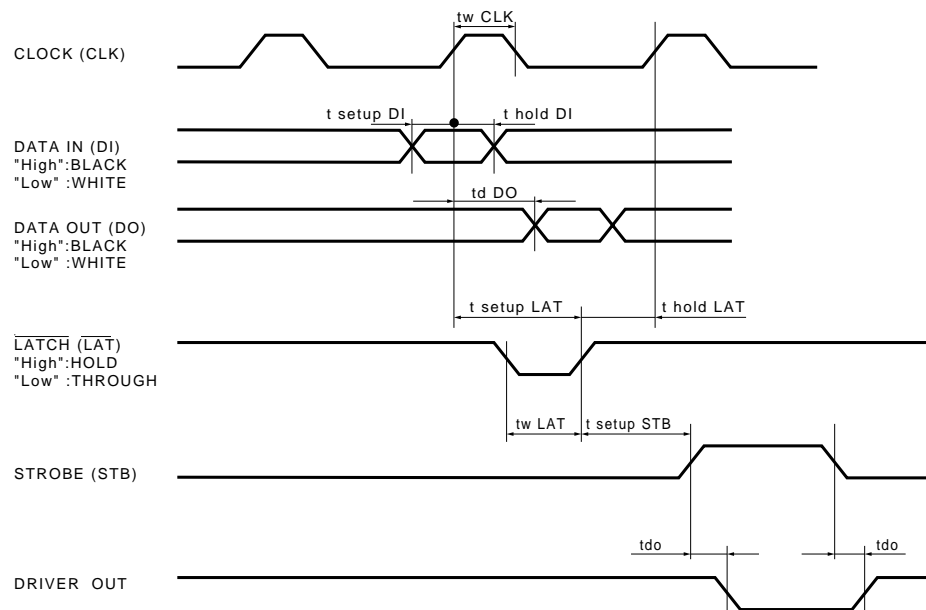 tw CLK
CLOCK (CLK)
t setup DI
t hold DI
DATA IN (DI)
"High":BLACK
"Low" :WHITE
td DO
DATA OUT (DO)
"High":BLACK
"Low" :WHITE
t setup LAT
t hold LAT
LATCH (LAT)
"High":HOLD
"Low" :THROUGH
tw LAT
t setup STB
STROBE (STB)
tdo
tdo
DRIVER OUT